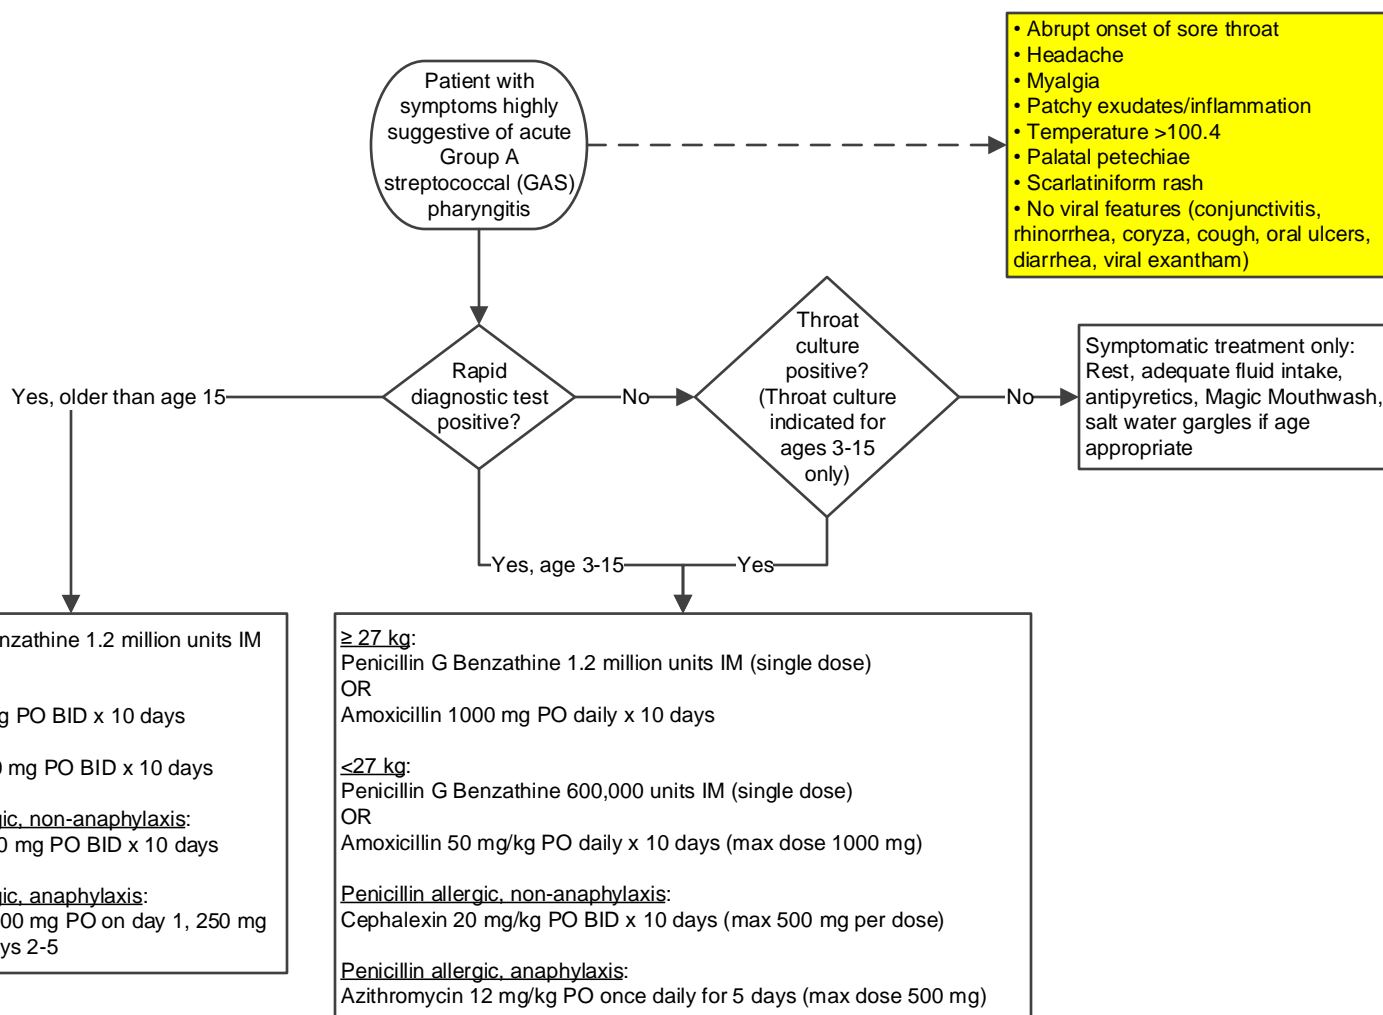 • Abrupt onset of sore throat
• Headache
• Myalgia
• Patchy exudates/inflammation
• Temperature >100.4
• Palatal petechiae
• Scarlatiniform rash
• No viral features (conjunctivitis,
rhinorrhea, coryza, cough, oral ulcers,
diarrhea, viral exantham)
Patient with
symptoms highly
suggestive of acute
Group A
streptococcal (GAS)
pharyngitis
Yes, older than age 15
Rapid
diagnostic test
positive?
No
Throat
culture
positive?
(Throat culture
indicated for
ages 3-15
only)
No
Symptomatic treatment only:
Rest, adequate fluid intake,
antipyretics, Magic Mouthwash,
salt water gargles if age
appropriate
Yes, age 3-15
Yes
nzathine 1.2 million units IM
g PO BID x 10 days
0 mg PO BID x 10 days
gic, non-anaphylaxis:
0 mg PO BID x 10 days
gic, anaphylaxis:
00 mg PO on day 1, 250 mg
ys 2-5
≥ 27 kg:
Penicillin G Benzathine 1.2 million units IM (single dose)
OR
Amoxicillin 1000 mg PO daily x 10 days
<27 kg:
Penicillin G Benzathine 600,000 units IM (single dose)
OR
Amoxicillin 50 mg/kg PO daily x 10 days (max dose 1000 mg)
Penicillin allergic, non-anaphylaxis:
Cephalexin 20 mg/kg PO BID x 10 days (max 500 mg per dose)
Penicillin allergic, anaphylaxis:
Azithromycin 12 mg/kg PO once daily for 5 days (max dose 500 mg)